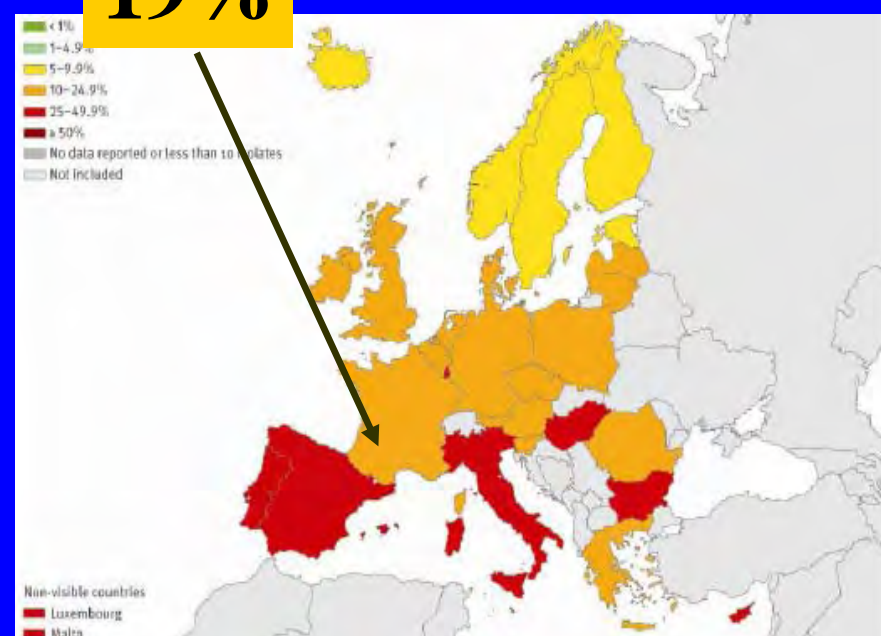 19%
< 1%
1–4.9%
5–9.9%
10–24.9%
25–49.9%
≥ 50%
No data reported or less than 10 isolates
Not included
Non-visible countries
Luxembourg
Malta